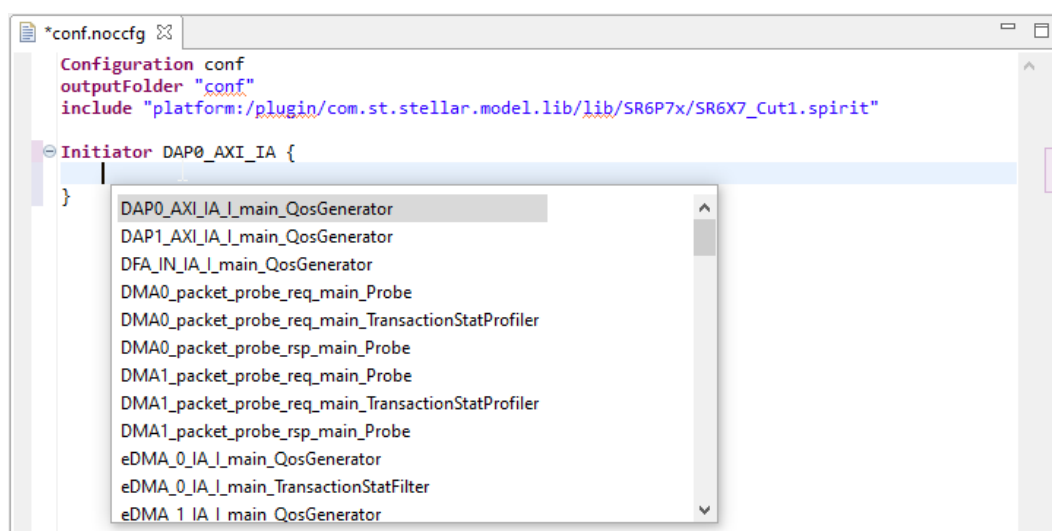 *conf.noccfg
Configuration conf
outputFolder "conf"
include "platform:/plugin/com.st.stellar.model.lib/lib/SR6P7x/SR6X7_Cut1.spirit"
Initiator DAP0_AXI_IA {
}
DAP0_AXI_IA_I_main_QosGenerator
DAP1_AXI_IA_I_main_QosGenerator
DFA_IN_IA_I_main_QosGenerator
DMA0_packet_probe_req_main_Probe
DMA0_packet_probe_req_main_TransactionStatProfiler
DMA0_packet_probe_rsp_main_Probe
DMA1_packet_probe_req_main_Probe
DMA1_packet_probe_req_main_TransactionStatProfiler
DMA1_packet_probe_rsp_main_Probe
eDMA_0_IA_I_main_QosGenerator
eDMA_0_IA_I_main_TransactionStatFilter
eDMA_1_IA_I_main_QosGenerator